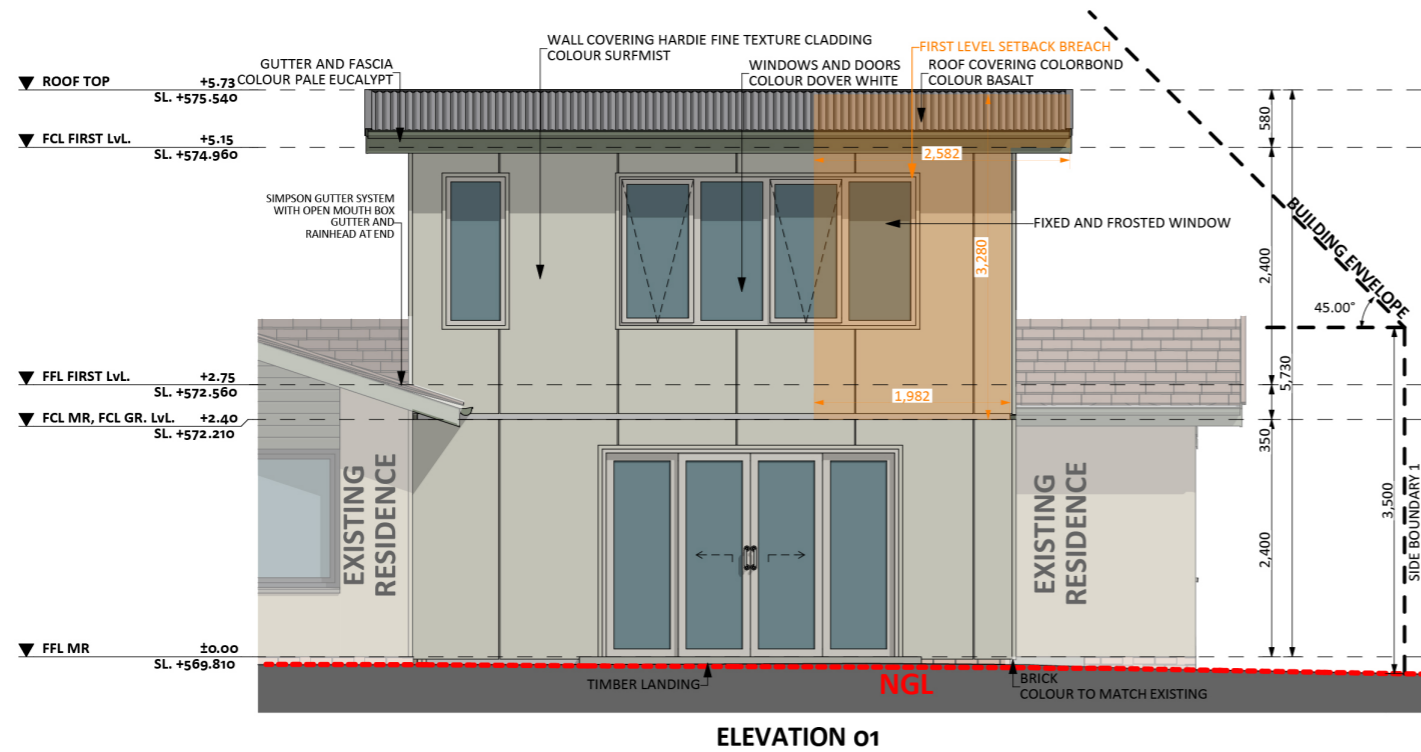 WALL COVERING HARDIE FINE TEXTURE CLADDING
COLOUR SURFMIST
FIRST LEVEL SETBACK BREACH
GUTTER AND FASCIA
COLOUR PALE EUCALYPT
WINDOWS AND DOORS
COLOUR DOVER WHITE
ROOF COVERING COLORBOND
COLOUR BASALT
ROOF TOP +5.73
SL. +575.540
580
FCL FIRST LvL. +5.15
SL. +574.960
2,582
SIMPSON GUTTER SYSTEM
WITH OPEN MOUTH BOX
GUTTER AND
RAINHEAD AT END
FIXED AND FROSTED WINDOW
3,280
2,400
BUILDING ENVELOPE
45.00°
FFL FIRST LvL. +2.75
SL. +572.560
5,730
1,982
FCL MR, FCL GR. LvL. +2.40
SL. +572.210
350
EXISTING
RESIDENCE
EXISTING
RESIDENCE
3,500
SIDE BOUNDARY 1
2,400
FFL MR ±0.00
SL. +569.810
TIMBER LANDING
NGL
BRICK
COLOUR TO MATCH EXISTING
ELEVATION 01